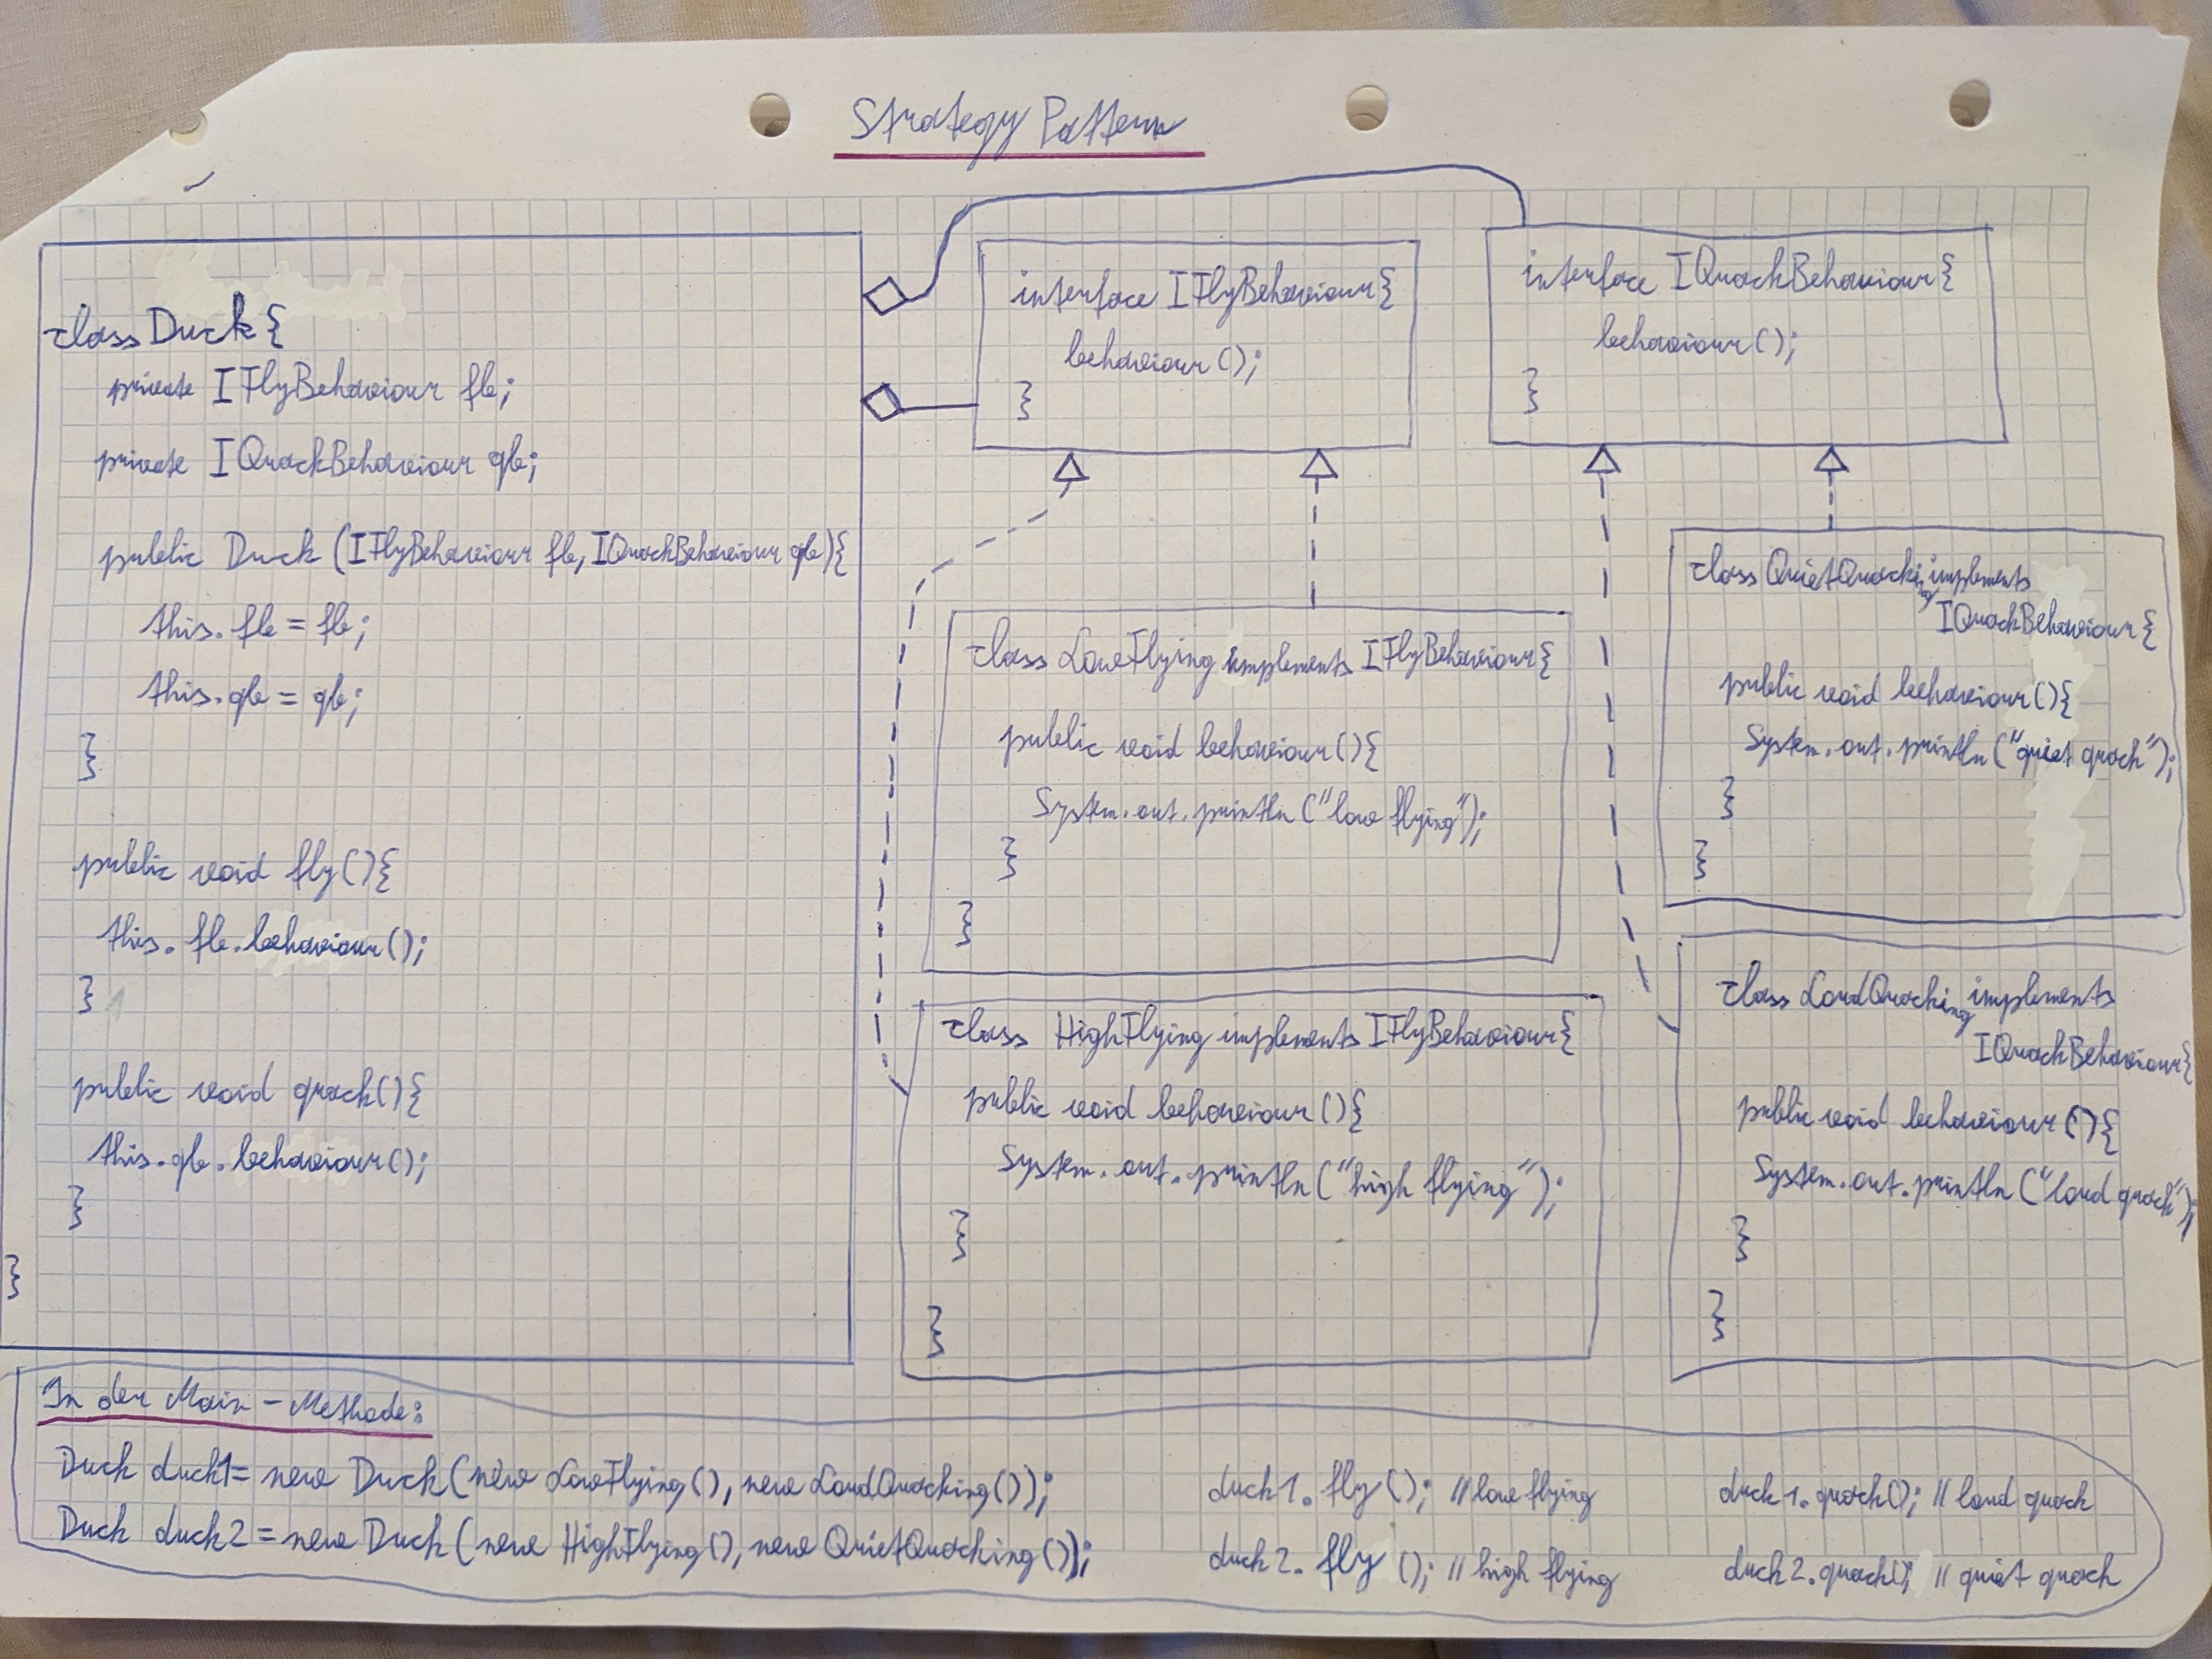 Strategy Pattern
class Duck{
private IFlyBehaviour fb;
private IQuackBehaviour qb;
public Duck (IFlyBehaviour fb, IQuackBehaviour qb){
this.fb = fb;
this.qb = qb;
}
public void fly(){
this.fb.behaviour();
}
public void quack(){
this.qb.behaviour();
}
}
interface IFlyBehaviour{
behaviour();
}
interface IQuackBehaviour{
behaviour();
}
class LowFlying implements IFlyBehaviour{
public void behaviour(){
System.out.println("low flying");
}
}
class HighFlying implements IFlyBehaviour{
public void behaviour(){
System.out.println("high flying");
}
}
class QuietQuacking implements
IQuackBehaviour{
public void behaviour(){
System.out.println("quiet quack");
}
}
class LoudQuacking implements
IQuackBehaviour{
public void behaviour(){
System.out.println("loud quack");
}
}
In der Main-Methode:
Duck duck1= new Duck(new LowFlying(), new LoudQuacking()); duck1.fly(); //low flying duck1.quack(); // loud quack
Duck duck2 = new Duck(new HighFlying(), new QuietQuacking()); duck2.fly(); // high flying duck2.quack(); // quiet quack